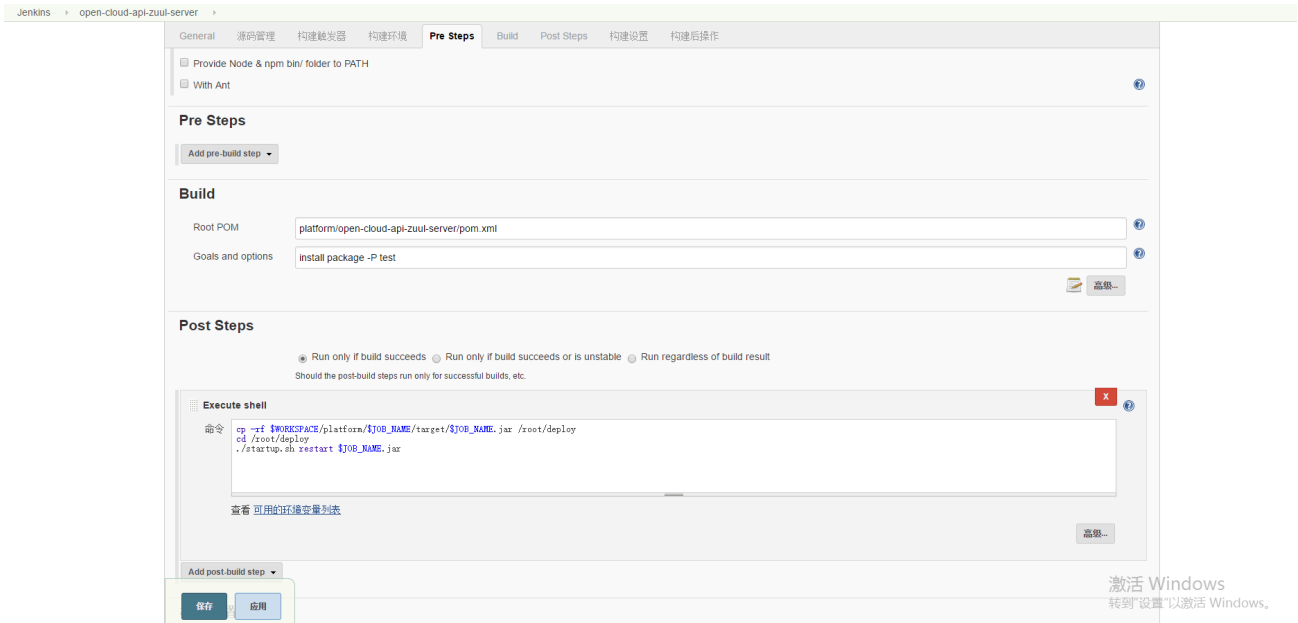 Jenkins › open-cloud-api-zuul-server ›
General 源码管理 构建触发器 构建环境 Pre Steps Build Post Steps 构建设置 构建后操作
Provide Node & npm bin/ folder to PATH
With Ant
Pre Steps
Add pre-build step
Build
Root POM platform/open-cloud-api-zuul-server/pom.xml
Goals and options install package -P test
高级...
Post Steps
Run only if build succeeds Run only if build succeeds or is unstable Run regardless of build result
Should the post-build steps run only for successful builds, etc.
X
Execute shell
命令 cp -rf $WORKSPACE/platform/$JOB_NAME/target/$JOB_NAME.jar /root/deploy
cd /root/deploy
./startup.sh restart $JOB_NAME.jar
查看 可用的环境变量列表
高级...
Add post-build step
保存 应用
激活 Windows
转到"设置"以激活 Windows。